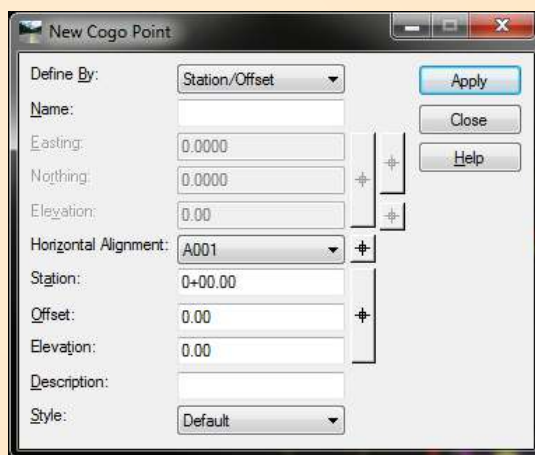 New Cogo Point
Define By: Station/Offset Apply
Name: Close
Easting: 0.0000 Help
Northing: 0.0000
Elevation: 0.00
Horizontal Alignment: A001
Station: 0+00.00
Offset: 0.00
Elevation: 0.00
Description:
Style: Default